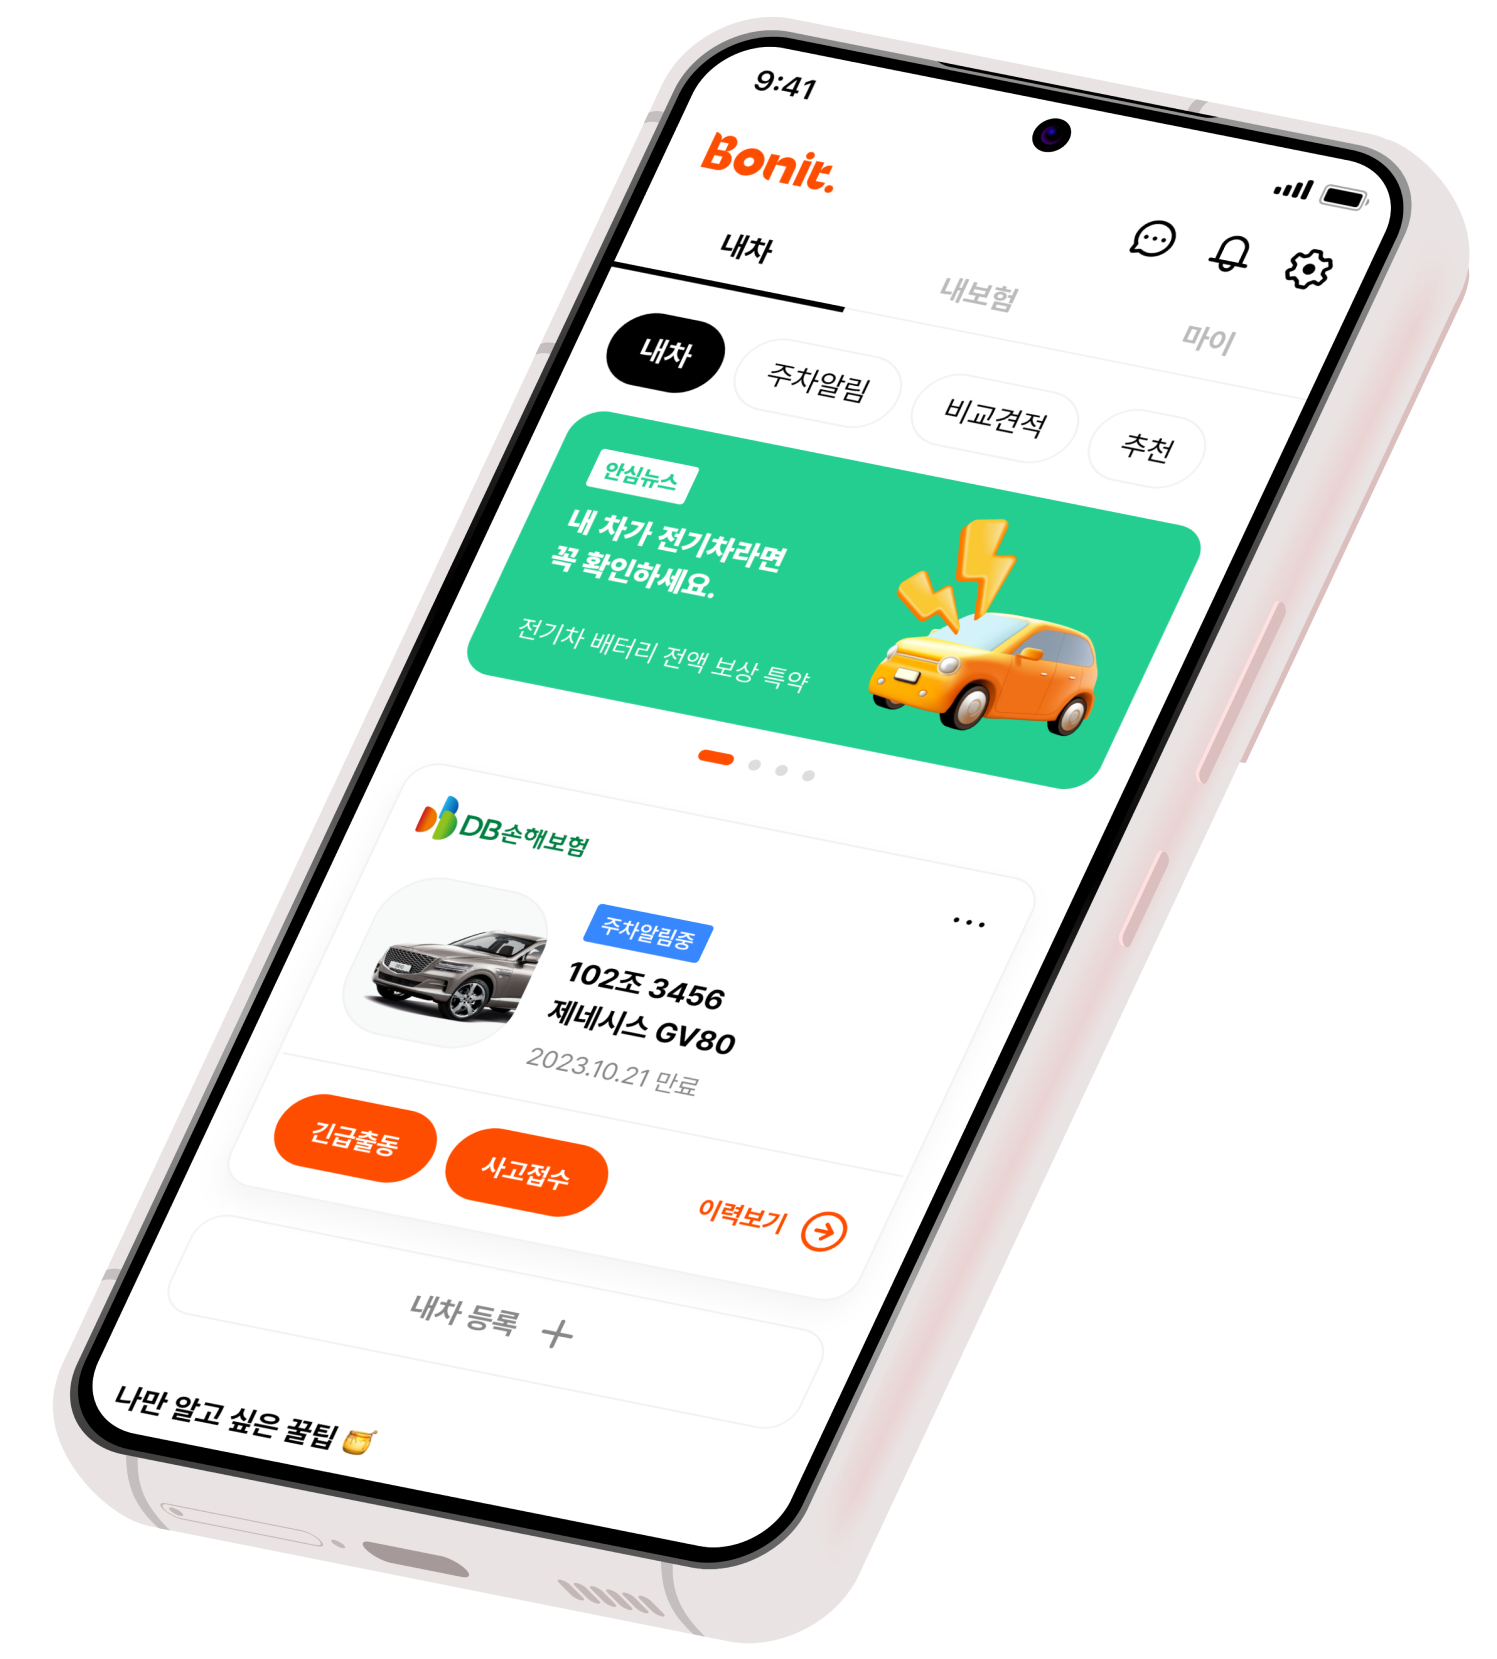 9:41
Bonit.
내차
내보험
마이
내차
주차알림
비교견적
추천
안심뉴스
내 차가 전기차라면
꼭 확인하세요.
전기차 배터리 전액 보상 특약
DB손해보험
주차알림중
102조 3456
제네시스 GV80
2023.10.21 만료
긴급출동
사고접수
이력보기
내차 등록
나만 알고 싶은 꿀팁